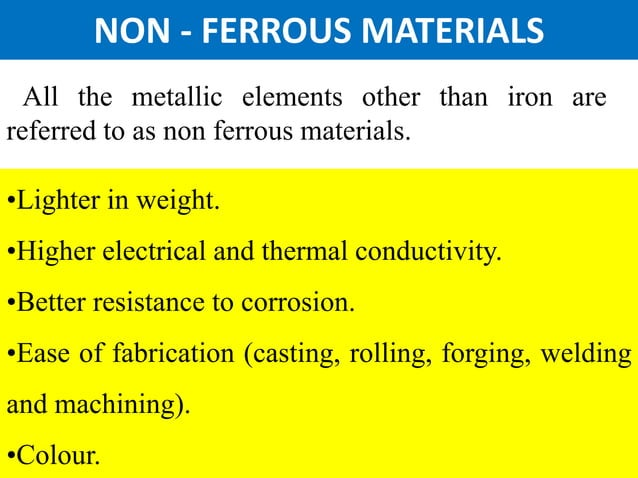 NON - FERROUS MATERIALS
All the metallic elements other than iron are
referred to as non ferrous materials.
•Lighter in weight.
•Higher electrical and thermal conductivity.
•Better resistance to corrosion.
•Ease of fabrication (casting, rolling, forging, welding
and machining).
•Colour.